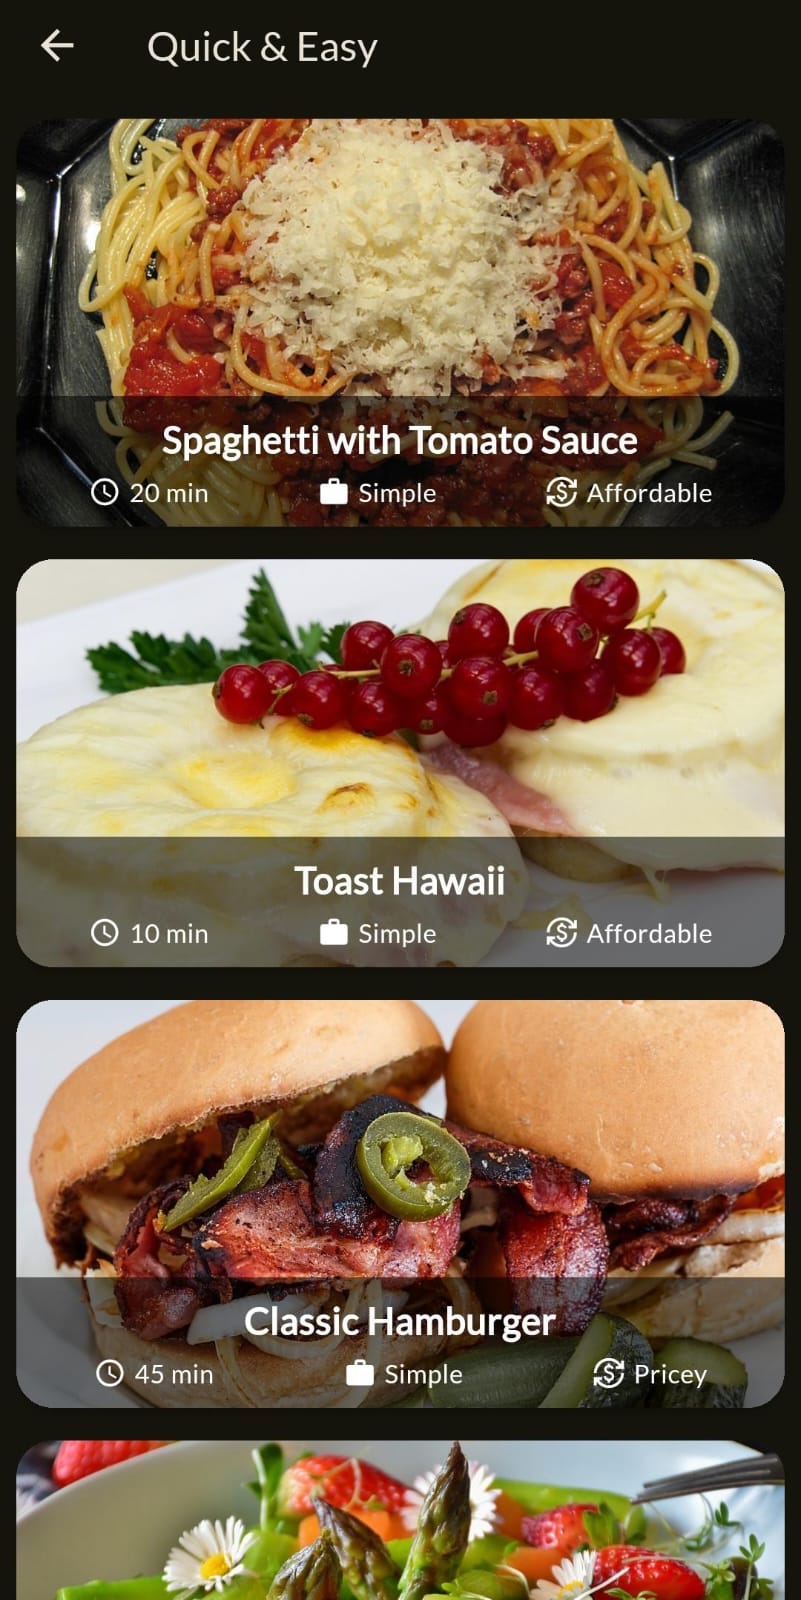 Quick & Easy
Spaghetti with Tomato Sauce
20 min Simple Affordable
Toast Hawaii
10 min Simple Affordable
Classic Hamburger
45 min Simple Pricey